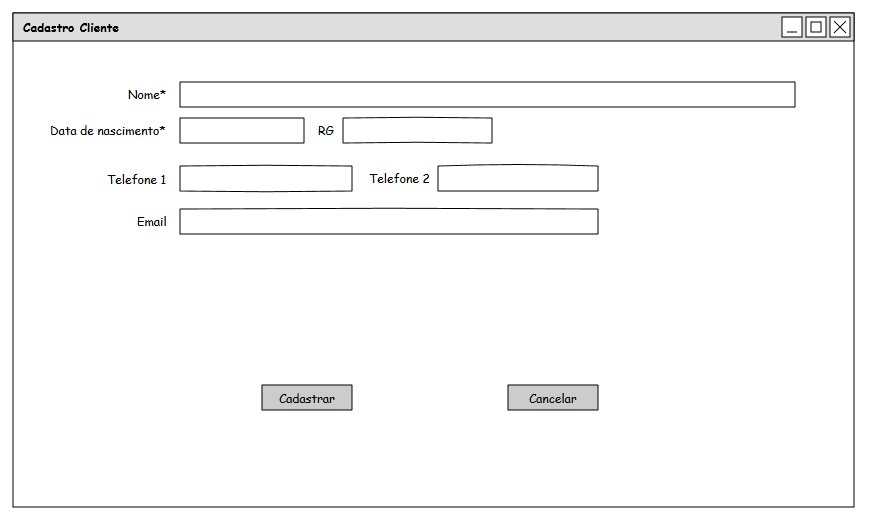 Cadastro Cliente
Nome*
Data de nascimento* RG
Telefone 1 Telefone 2
Email
Cadastrar Cancelar